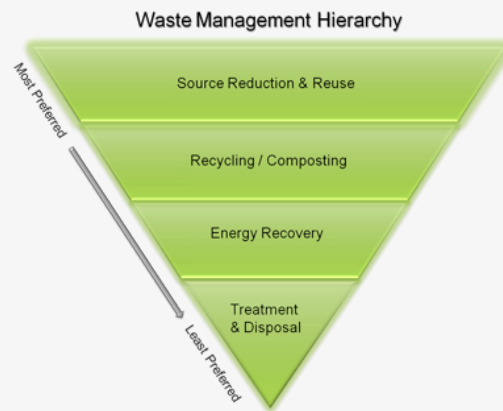 Waste Management Hierarchy
Most Preferred
Source Reduction & Reuse
Recycling / Composting
Energy Recovery
Treatment
& Disposal
Least Preferred